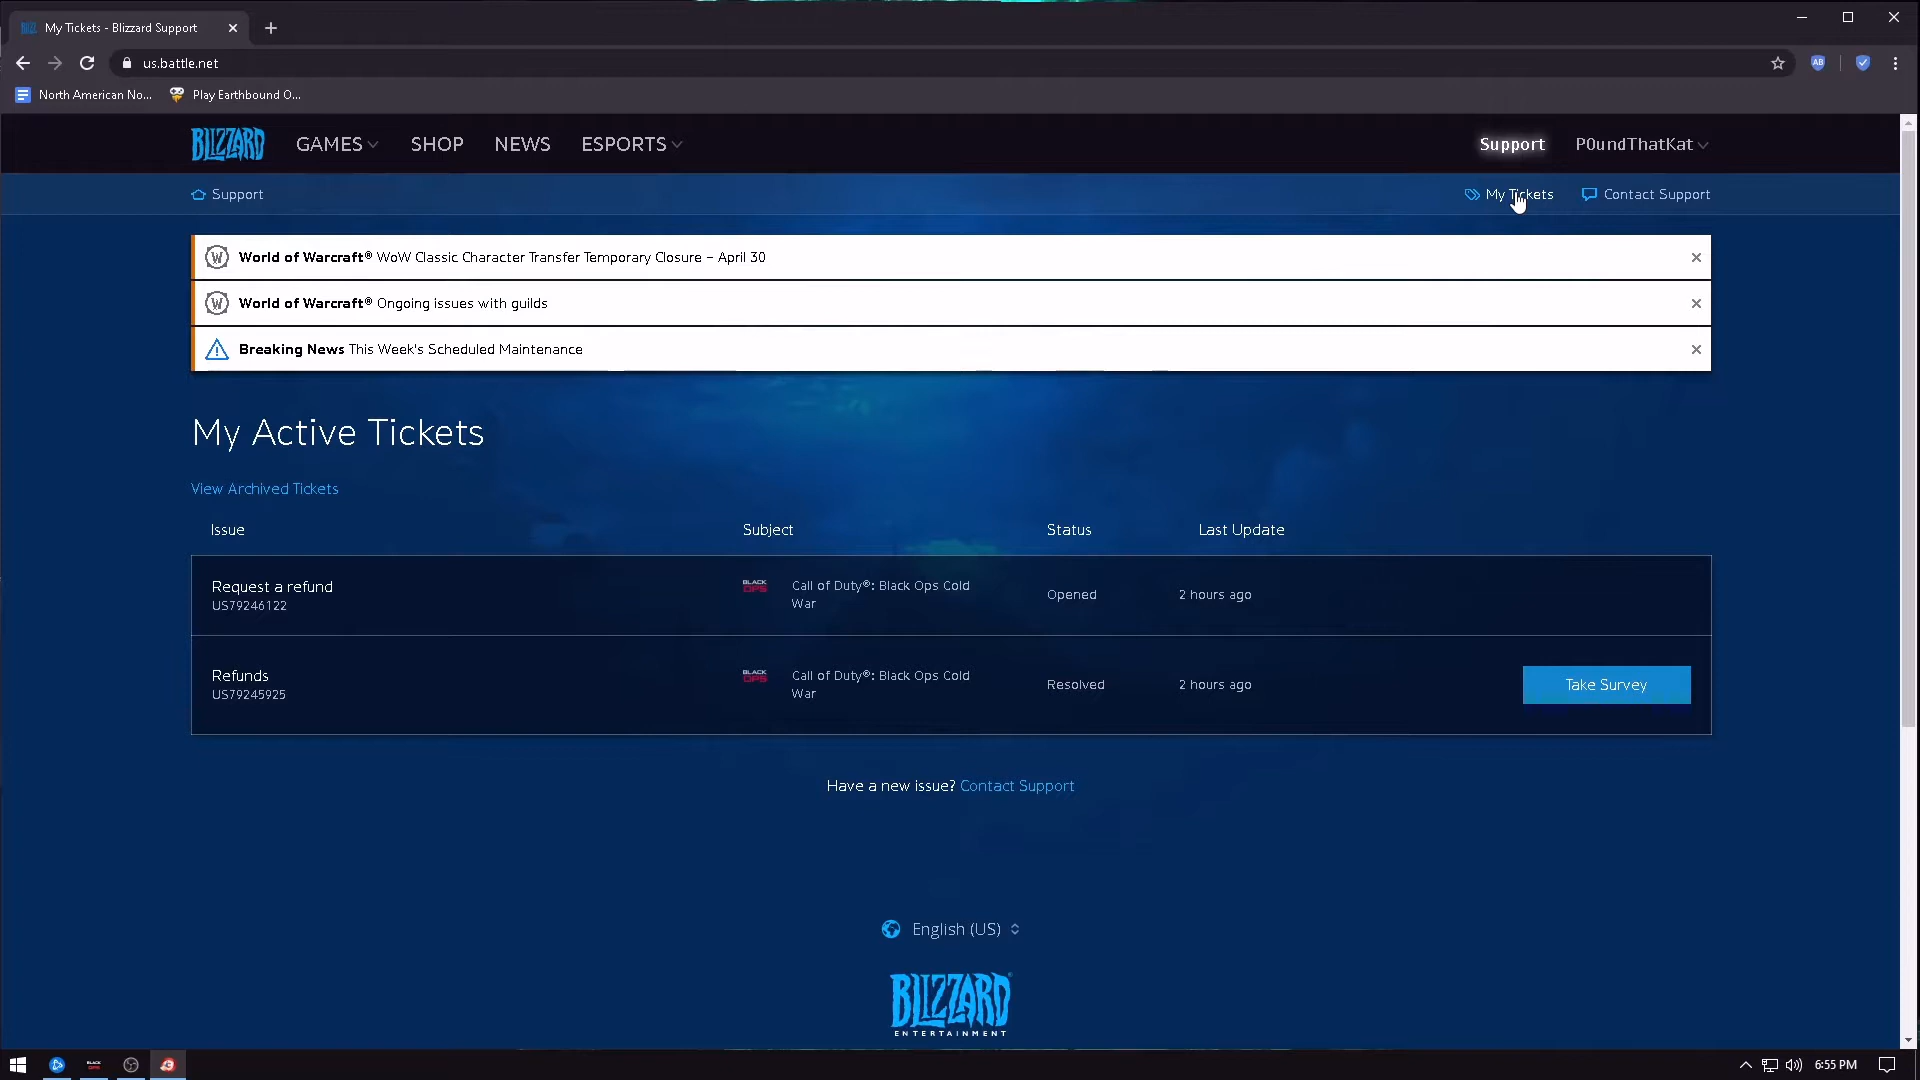 My Tickets - Blizzard Support
us.battle.net
AB
North American No...
Play Earthbound O...
BLIZZARD
GAMES
SHOP
NEWS
ESPORTS
Support
P0undThatKat
Support
My Tickets
Contact Support
World of Warcraft® WoW Classic Character Transfer Temporary Closure – April 30
World of Warcraft® Ongoing issues with guilds
Breaking News This Week's Scheduled Maintenance
My Active Tickets
View Archived Tickets
Issue
Subject
Status
Last Update
Request a refund
US79246122
BLACK OPS
Call of Duty®: Black Ops Cold
War
Opened
2 hours ago
Refunds
US79245925
BLACK OPS
Call of Duty®: Black Ops Cold
War
Resolved
2 hours ago
Take Survey
Have a new issue? Contact Support
English (US)
BLIZZARD
ENTERTAINMENT
6:55 PM